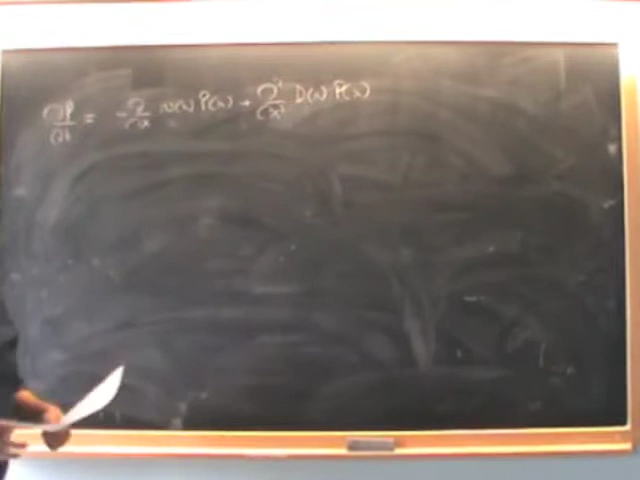 ∂P/∂t = -∂/∂x v(x) P(x) + ∂²/∂x² D(x) P(x)